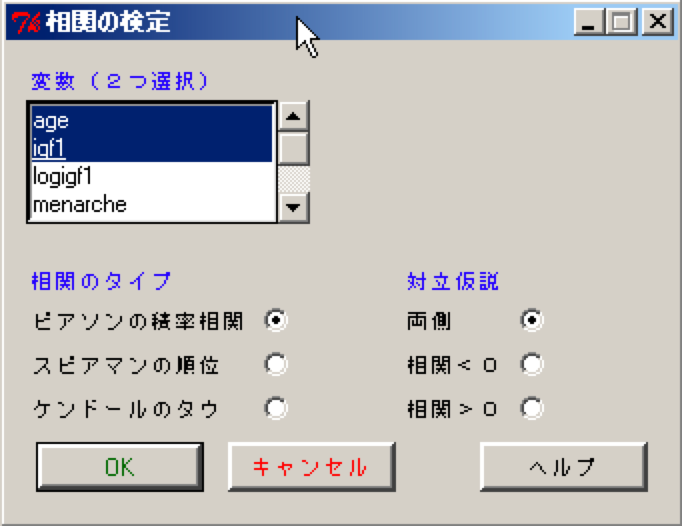 相関の検定
変数（２つ選択）
age
igf1
logigf1
menarche
相関のタイプ
対立仮説
ピアソンの積率相関
両側
スピアマンの順位
相関 < 0
ケンドールのタウ
相関 > 0
OK
キャンセル
ヘルプ